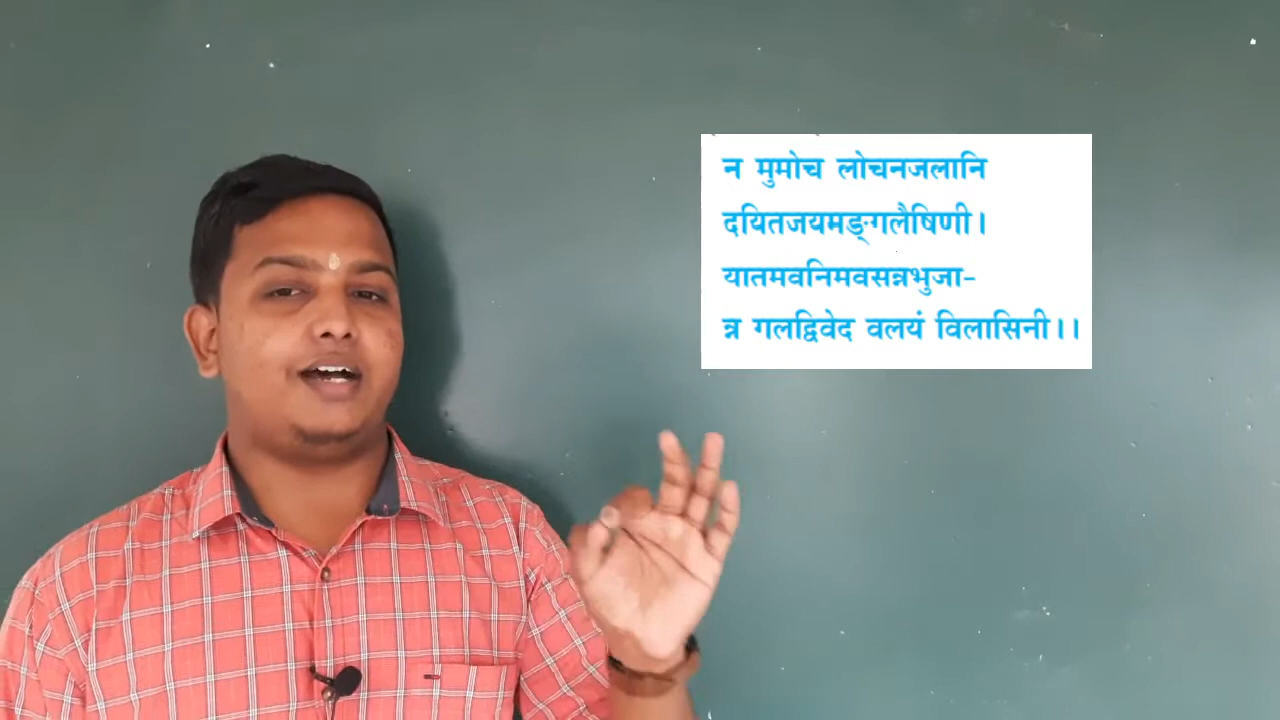 न मुमोच लोचनजलानि
दयितजयमङ्गलैषिणी।
यातमवनिमवसन्नभुजा-
न्न गलद्विवेद वलयं विलासिनी।।